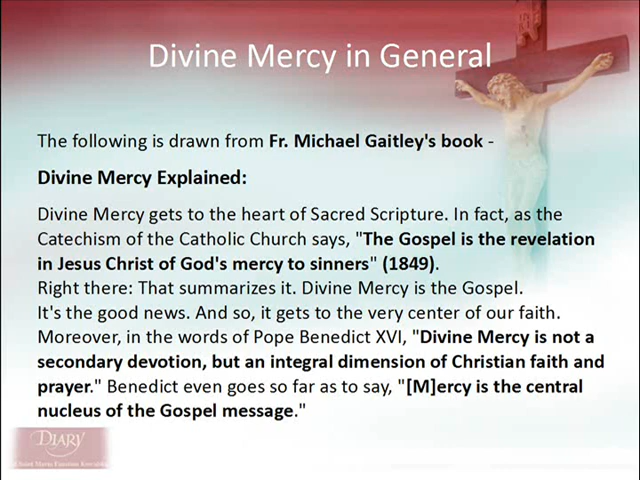 Divine Mercy in General
The following is drawn from Fr. Michael Gaitley's book -
Divine Mercy Explained:
Divine Mercy gets to the heart of Sacred Scripture. In fact, as the
Catechism of the Catholic Church says, "The Gospel is the revelation
in Jesus Christ of God's mercy to sinners" (1849).
Right there: That summarizes it. Divine Mercy is the Gospel.
It's the good news. And so, it gets to the very center of our faith.
Moreover, in the words of Pope Benedict XVI, "Divine Mercy is not a
secondary devotion, but an integral dimension of Christian faith and
prayer." Benedict even goes so far as to say, "[M]ercy is the central
nucleus of the Gospel message."
DIARY
Saint Maria Faustina Kowalska